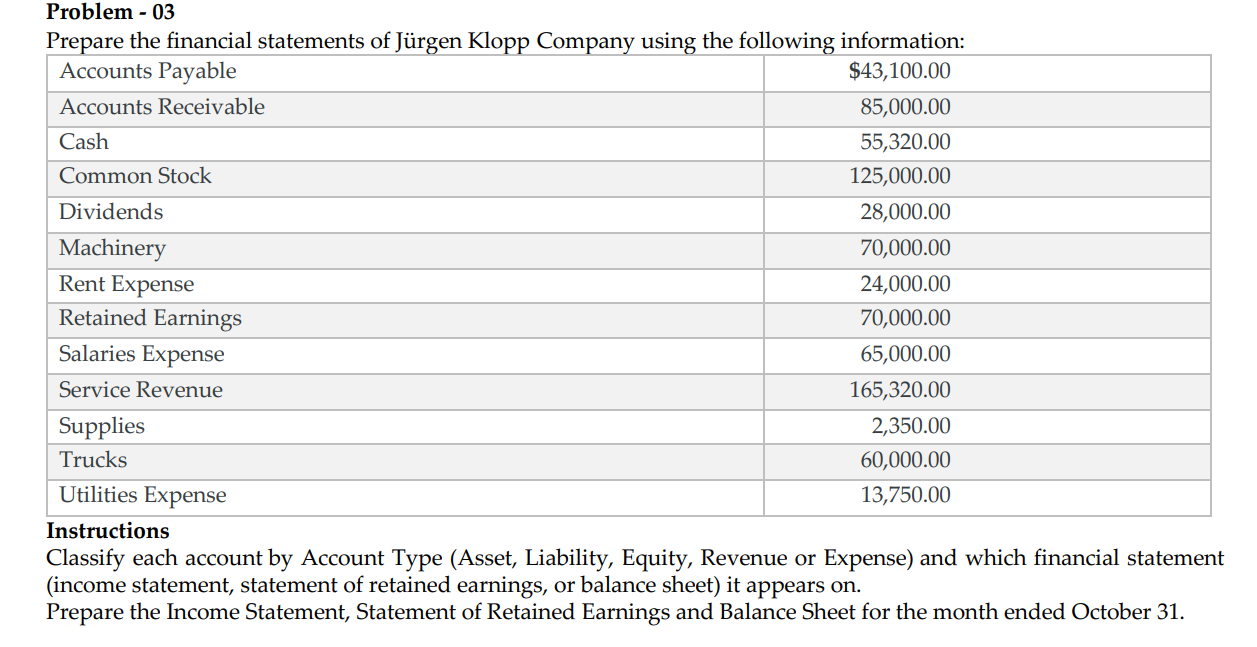 Problem - 03
Prepare the financial statements of Jürgen Klopp Company using the following information:
Accounts Payable $43,100.00
Accounts Receivable 85,000.00
Cash 55,320.00
Common Stock 125,000.00
Dividends 28,000.00
Machinery 70,000.00
Rent Expense 24,000.00
Retained Earnings 70,000.00
Salaries Expense 65,000.00
Service Revenue 165,320.00
Supplies 2,350.00
Trucks 60,000.00
Utilities Expense 13,750.00
Instructions
Classify each account by Account Type (Asset, Liability, Equity, Revenue or Expense) and which financial statement
(income statement, statement of retained earnings, or balance sheet) it appears on.
Prepare the Income Statement, Statement of Retained Earnings and Balance Sheet for the month ended October 31.